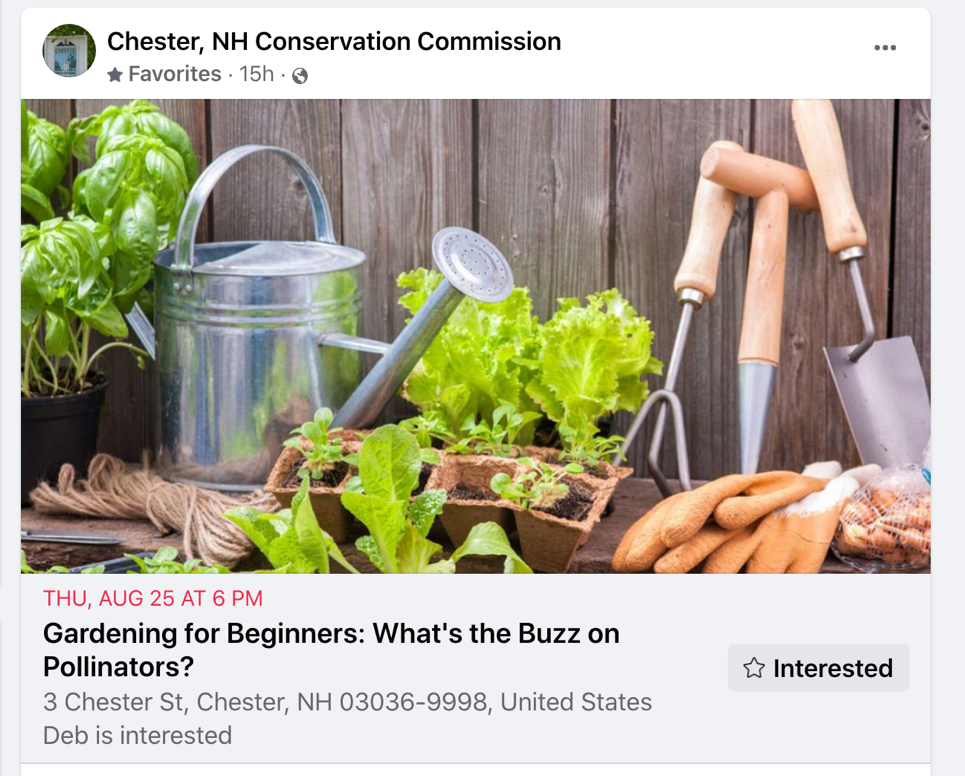 Chester, NH Conservation Commission
Favorites · 15h ·
THU, AUG 25 AT 6 PM
Gardening for Beginners: What's the Buzz on
Pollinators?
Interested
3 Chester St, Chester, NH 03036-9998, United States
Deb is interested